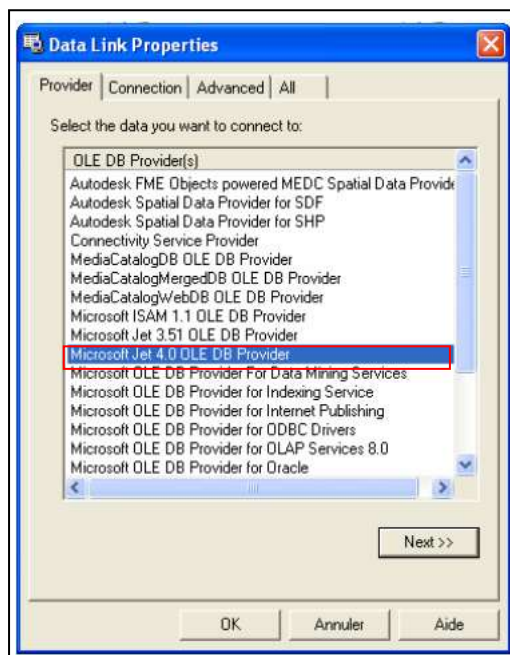 Data Link Properties
Provider Connection Advanced All
Select the data you want to connect to:
OLE DB Provider(s)
Autodesk FME Objects powered MEDC Spatial Data Provide
Autodesk Spatial Data Provider for SDF
Autodesk Spatial Data Provider for SHP
Connectivity Service Provider
MediaCatalogDB OLE DB Provider
MediaCatalogMergedDB OLE DB Provider
MediaCatalogWebDB OLE DB Provider
Microsoft ISAM 1.1 OLE DB Provider
Microsoft Jet 3.51 OLE DB Provider
Microsoft Jet 4.0 OLE DB Provider
Microsoft OLE DB Provider For Data Mining Services
Microsoft OLE DB Provider for Indexing Service
Microsoft OLE DB Provider for Internet Publishing
Microsoft OLE DB Provider for ODBC Drivers
Microsoft OLE DB Provider for OLAP Services 8.0
Microsoft OLE DB Provider for Oracle
Next >>
OK Annuler Aide